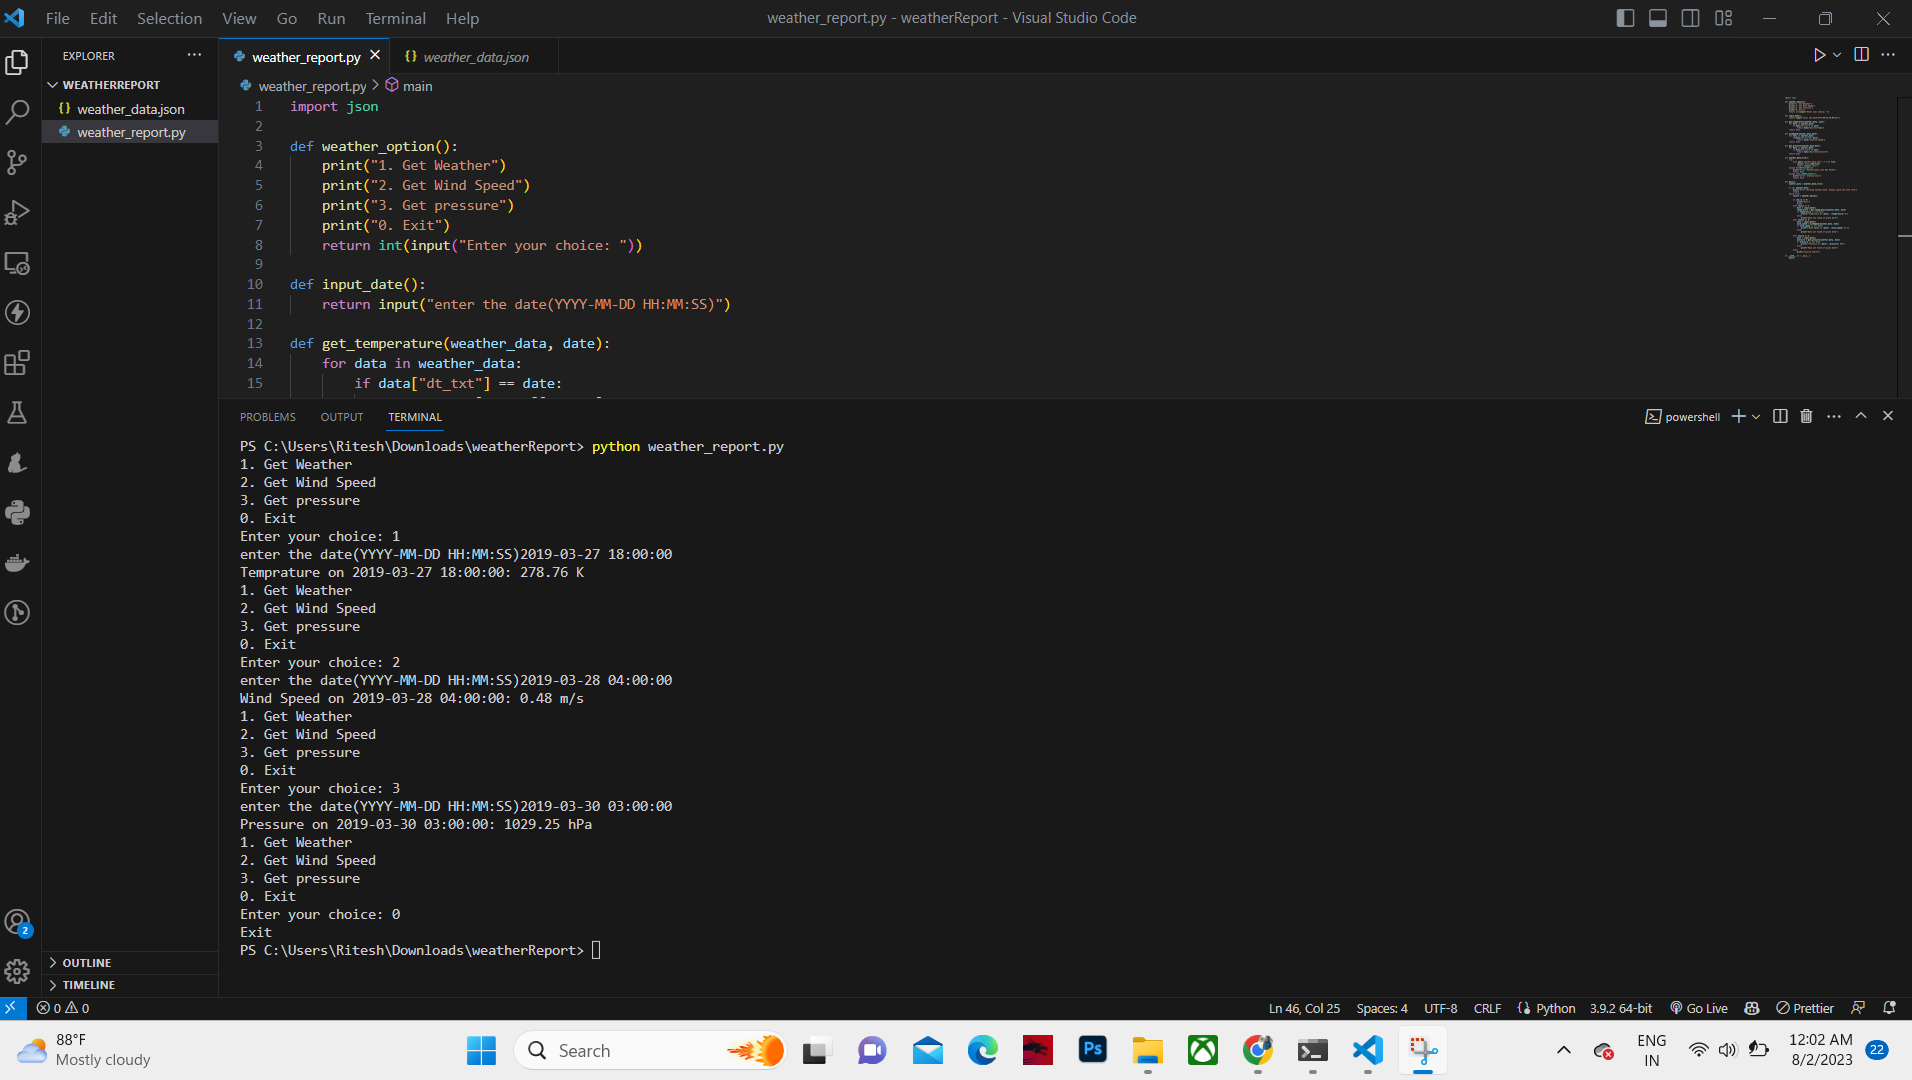 File Edit Selection View Go Run Terminal Help
weather_report.py - weatherReport - Visual Studio Code
EXPLORER
WEATHERREPORT
weather_data.json
weather_report.py
weather_report.py
{} weather_data.json
weather_report.py > main
1 import json
2
3 def weather_option():
4 print("1. Get Weather")
5 print("2. Get Wind Speed")
6 print("3. Get pressure")
7 print("0. Exit")
8 return int(input("Enter your choice: "))
9
10 def input_date():
11 return input("enter the date(YYYY-MM-DD HH:MM:SS)")
12
13 def get_temperature(weather_data, date):
14 for data in weather_data:
15 if data["dt_txt"] == date:
PROBLEMS OUTPUT TERMINAL
powershell
PS C:\Users\Ritesh\Downloads\weatherReport> python weather_report.py
1. Get Weather
2. Get Wind Speed
3. Get pressure
0. Exit
Enter your choice: 1
enter the date(YYYY-MM-DD HH:MM:SS)2019-03-27 18:00:00
Temprature on 2019-03-27 18:00:00: 278.76 K
1. Get Weather
2. Get Wind Speed
3. Get pressure
0. Exit
Enter your choice: 2
enter the date(YYYY-MM-DD HH:MM:SS)2019-03-28 04:00:00
Wind Speed on 2019-03-28 04:00:00: 0.48 m/s
1. Get Weather
2. Get Wind Speed
3. Get pressure
0. Exit
Enter your choice: 3
enter the date(YYYY-MM-DD HH:MM:SS)2019-03-30 03:00:00
Pressure on 2019-03-30 03:00:00: 1029.25 hPa
1. Get Weather
2. Get Wind Speed
3. Get pressure
0. Exit
Enter your choice: 0
Exit
PS C:\Users\Ritesh\Downloads\weatherReport>
2
OUTLINE
TIMELINE
0 0
Ln 46, Col 25 Spaces: 4 UTF-8 CRLF {} Python 3.9.2 64-bit Go Live Prettier
88°F
Mostly cloudy
Search
Ps
ENG
IN
12:02 AM
8/2/2023
22